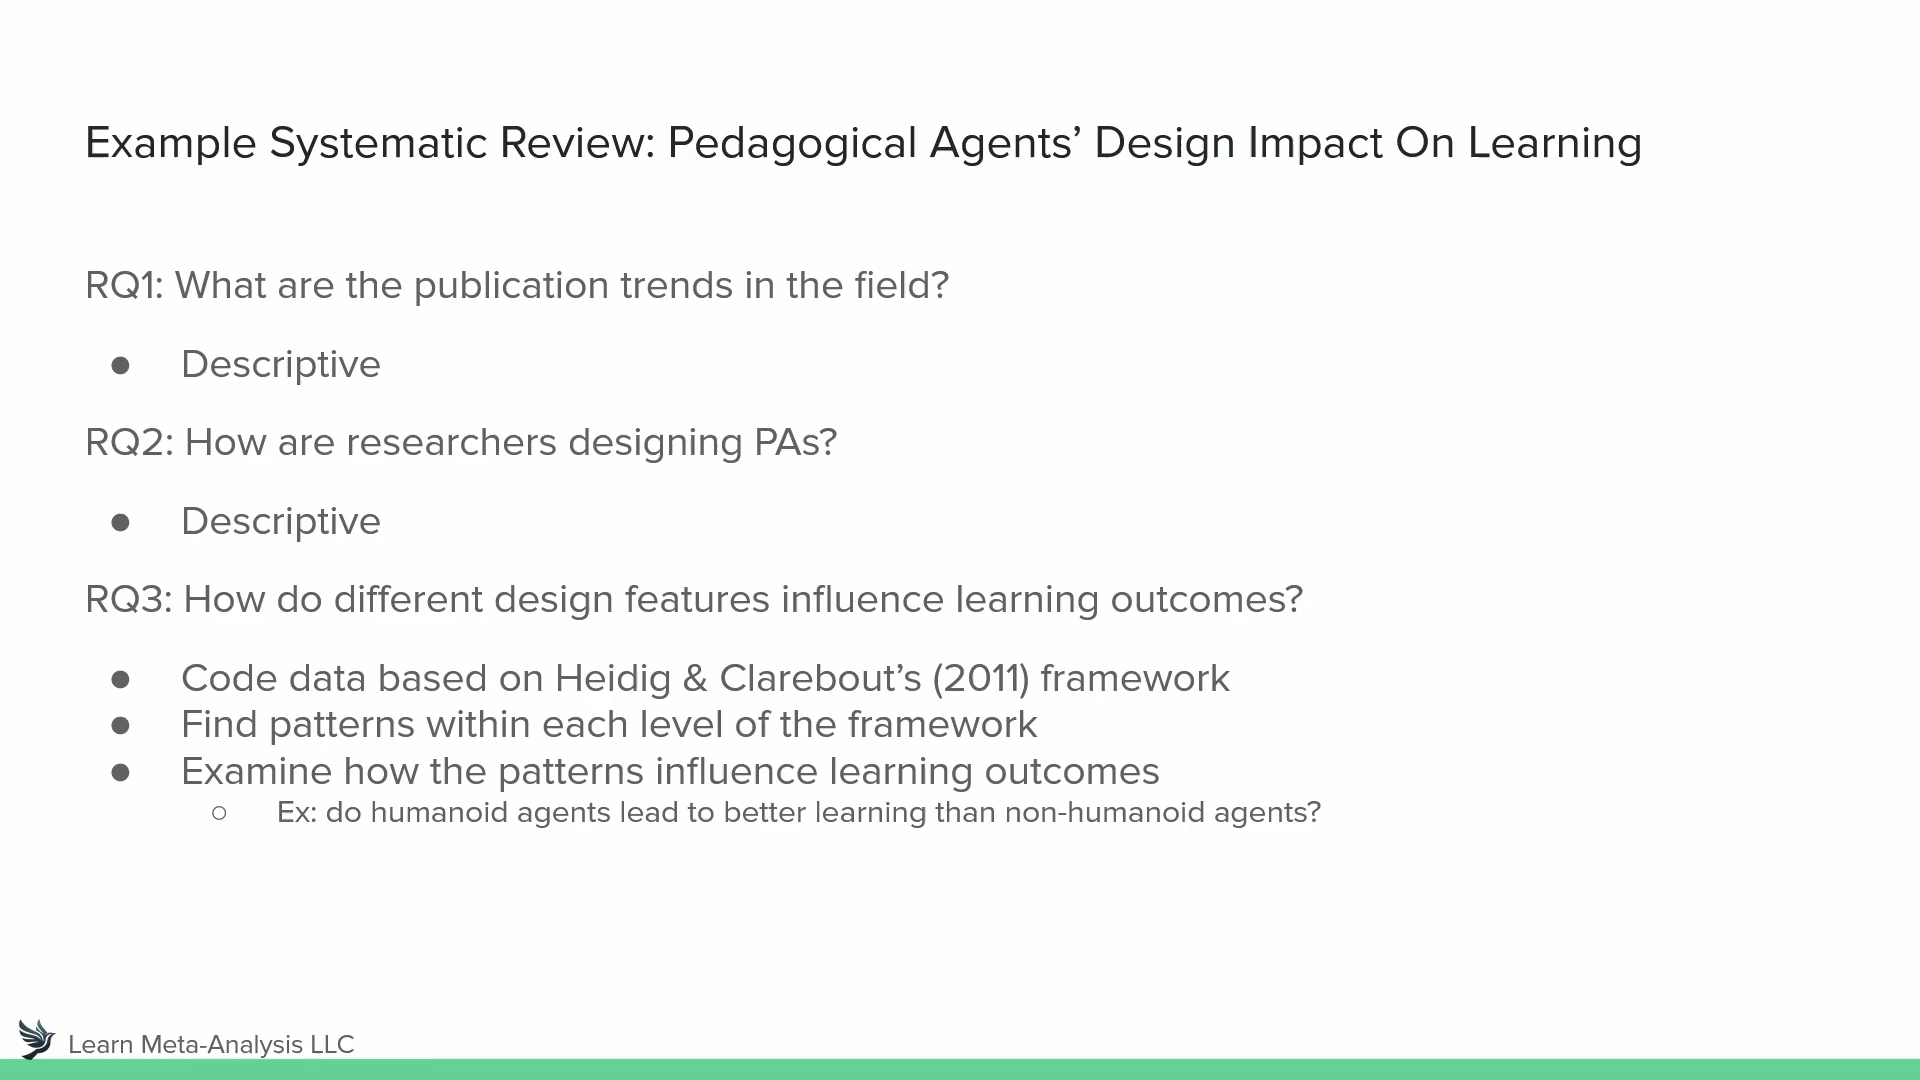 Example Systematic Review: Pedagogical Agents’ Design Impact On Learning
RQ1: What are the publication trends in the field?
● Descriptive
RQ2: How are researchers designing PAs?
● Descriptive
RQ3: How do different design features influence learning outcomes?
● Code data based on Heidig & Clarebout’s (2011) framework
● Find patterns within each level of the framework
● Examine how the patterns influence learning outcomes
○ Ex: do humanoid agents lead to better learning than non-humanoid agents?
Learn Meta-Analysis LLC